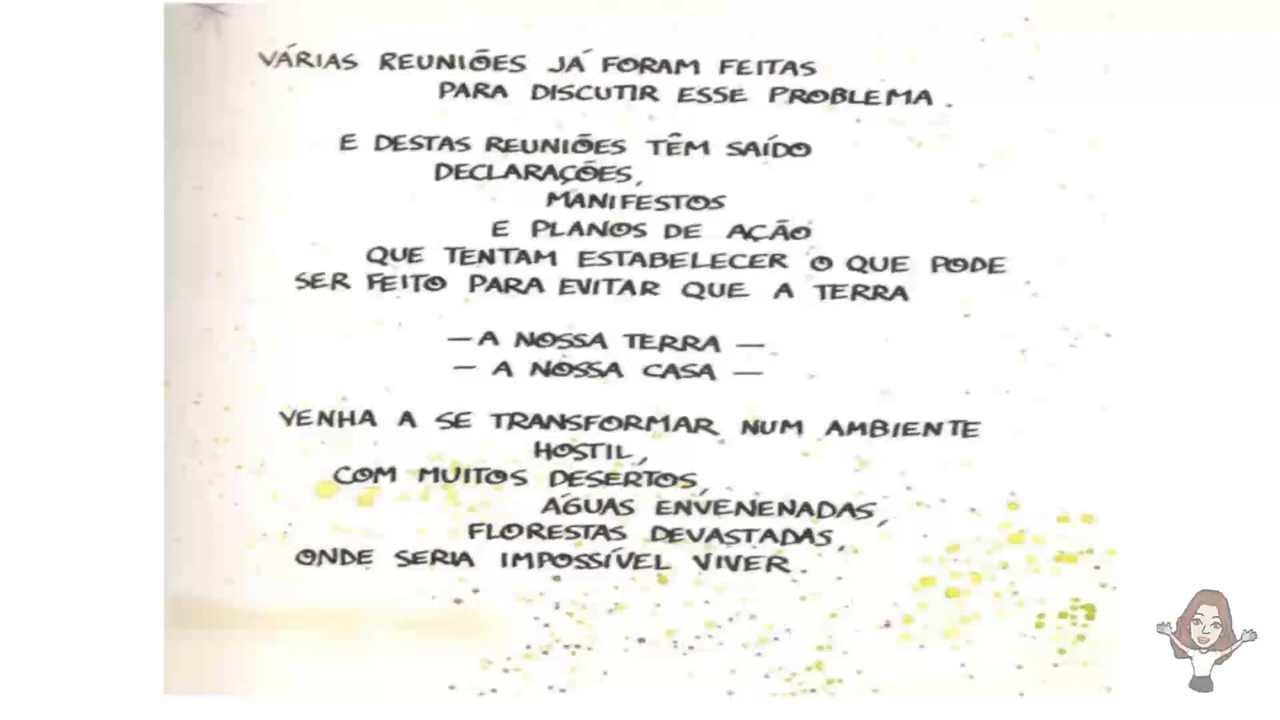 VÁRIAS REUNIÕES JÁ FORAM FEITAS
PARA DISCUTIR ESSE PROBLEMA.
E DESTAS REUNIÕES TÊM SAÍDO
DECLARAÇÕES,
MANIFESTOS
E PLANOS DE AÇÃO
QUE TENTAM ESTABELECER O QUE PODE
SER FEITO PARA EVITAR QUE A TERRA
— A NOSSA TERRA —
— A NOSSA CASA —
VENHA A SE TRANSFORMAR NUM AMBIENTE
HOSTIL,
COM MUITOS DESERTOS,
ÁGUAS ENVENENADAS,
FLORESTAS DEVASTADAS,
ONDE SERIA IMPOSSÍVEL VIVER.